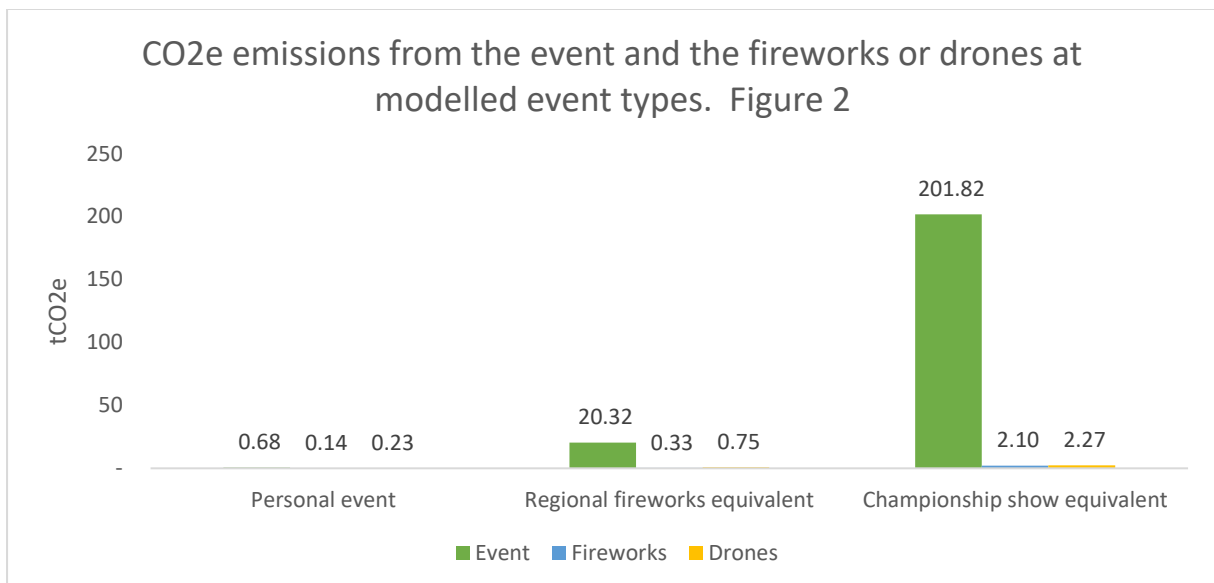 CO2e emissions from the event and the fireworks or drones at
modelled event types.  Figure 2
250
200
150
100
50
-
tCO2e
0.68 0.14 0.23
20.32 0.33 0.75
201.82 2.10 2.27
Personal event Regional fireworks equivalent Championship show equivalent
Event Fireworks Drones